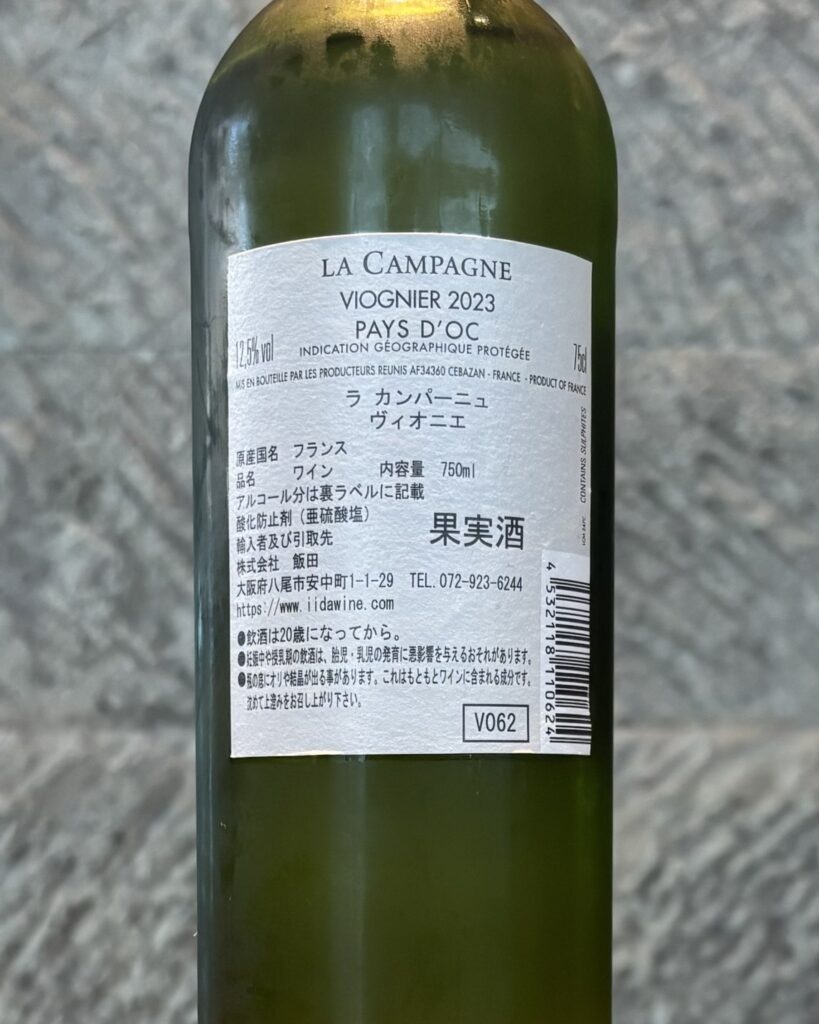 LA CAMPAGNE
VIOGNIER 2023
PAYS D'OC
INDICATION GÉOGRAPHIQUE PROTÉGÉE
12,5% vol
75cl
MIS EN BOUTEILLE PAR LES PRODUCTEURS REUNIS AF34360 CEBAZAN - FRANCE - PRODUCT OF FRANCE
ラ カンパーニュ
ヴィオニエ
原産国名 フランス
品名 ワイン 内容量 750ml
アルコール分は裏ラベルに記載
酸化防止剤（亜硫酸塩）
輸入者及び引取先
株式会社 飯田
大阪府八尾市安中町1-1-29 TEL.072-923-6244
https://www.iidawine.com
果実酒
●飲酒は20歳になってから。
●妊娠中や授乳期の飲酒は、胎児・乳児の発育に悪影響を与えるおそれがあります。
●瓶の底にオリや結晶が出る事があります。これはもともとワインに含まれる成分です。
沈めて上澄みをお召し上がり下さい。
V062
CONTAINS SULPHITES
4 532118 110624